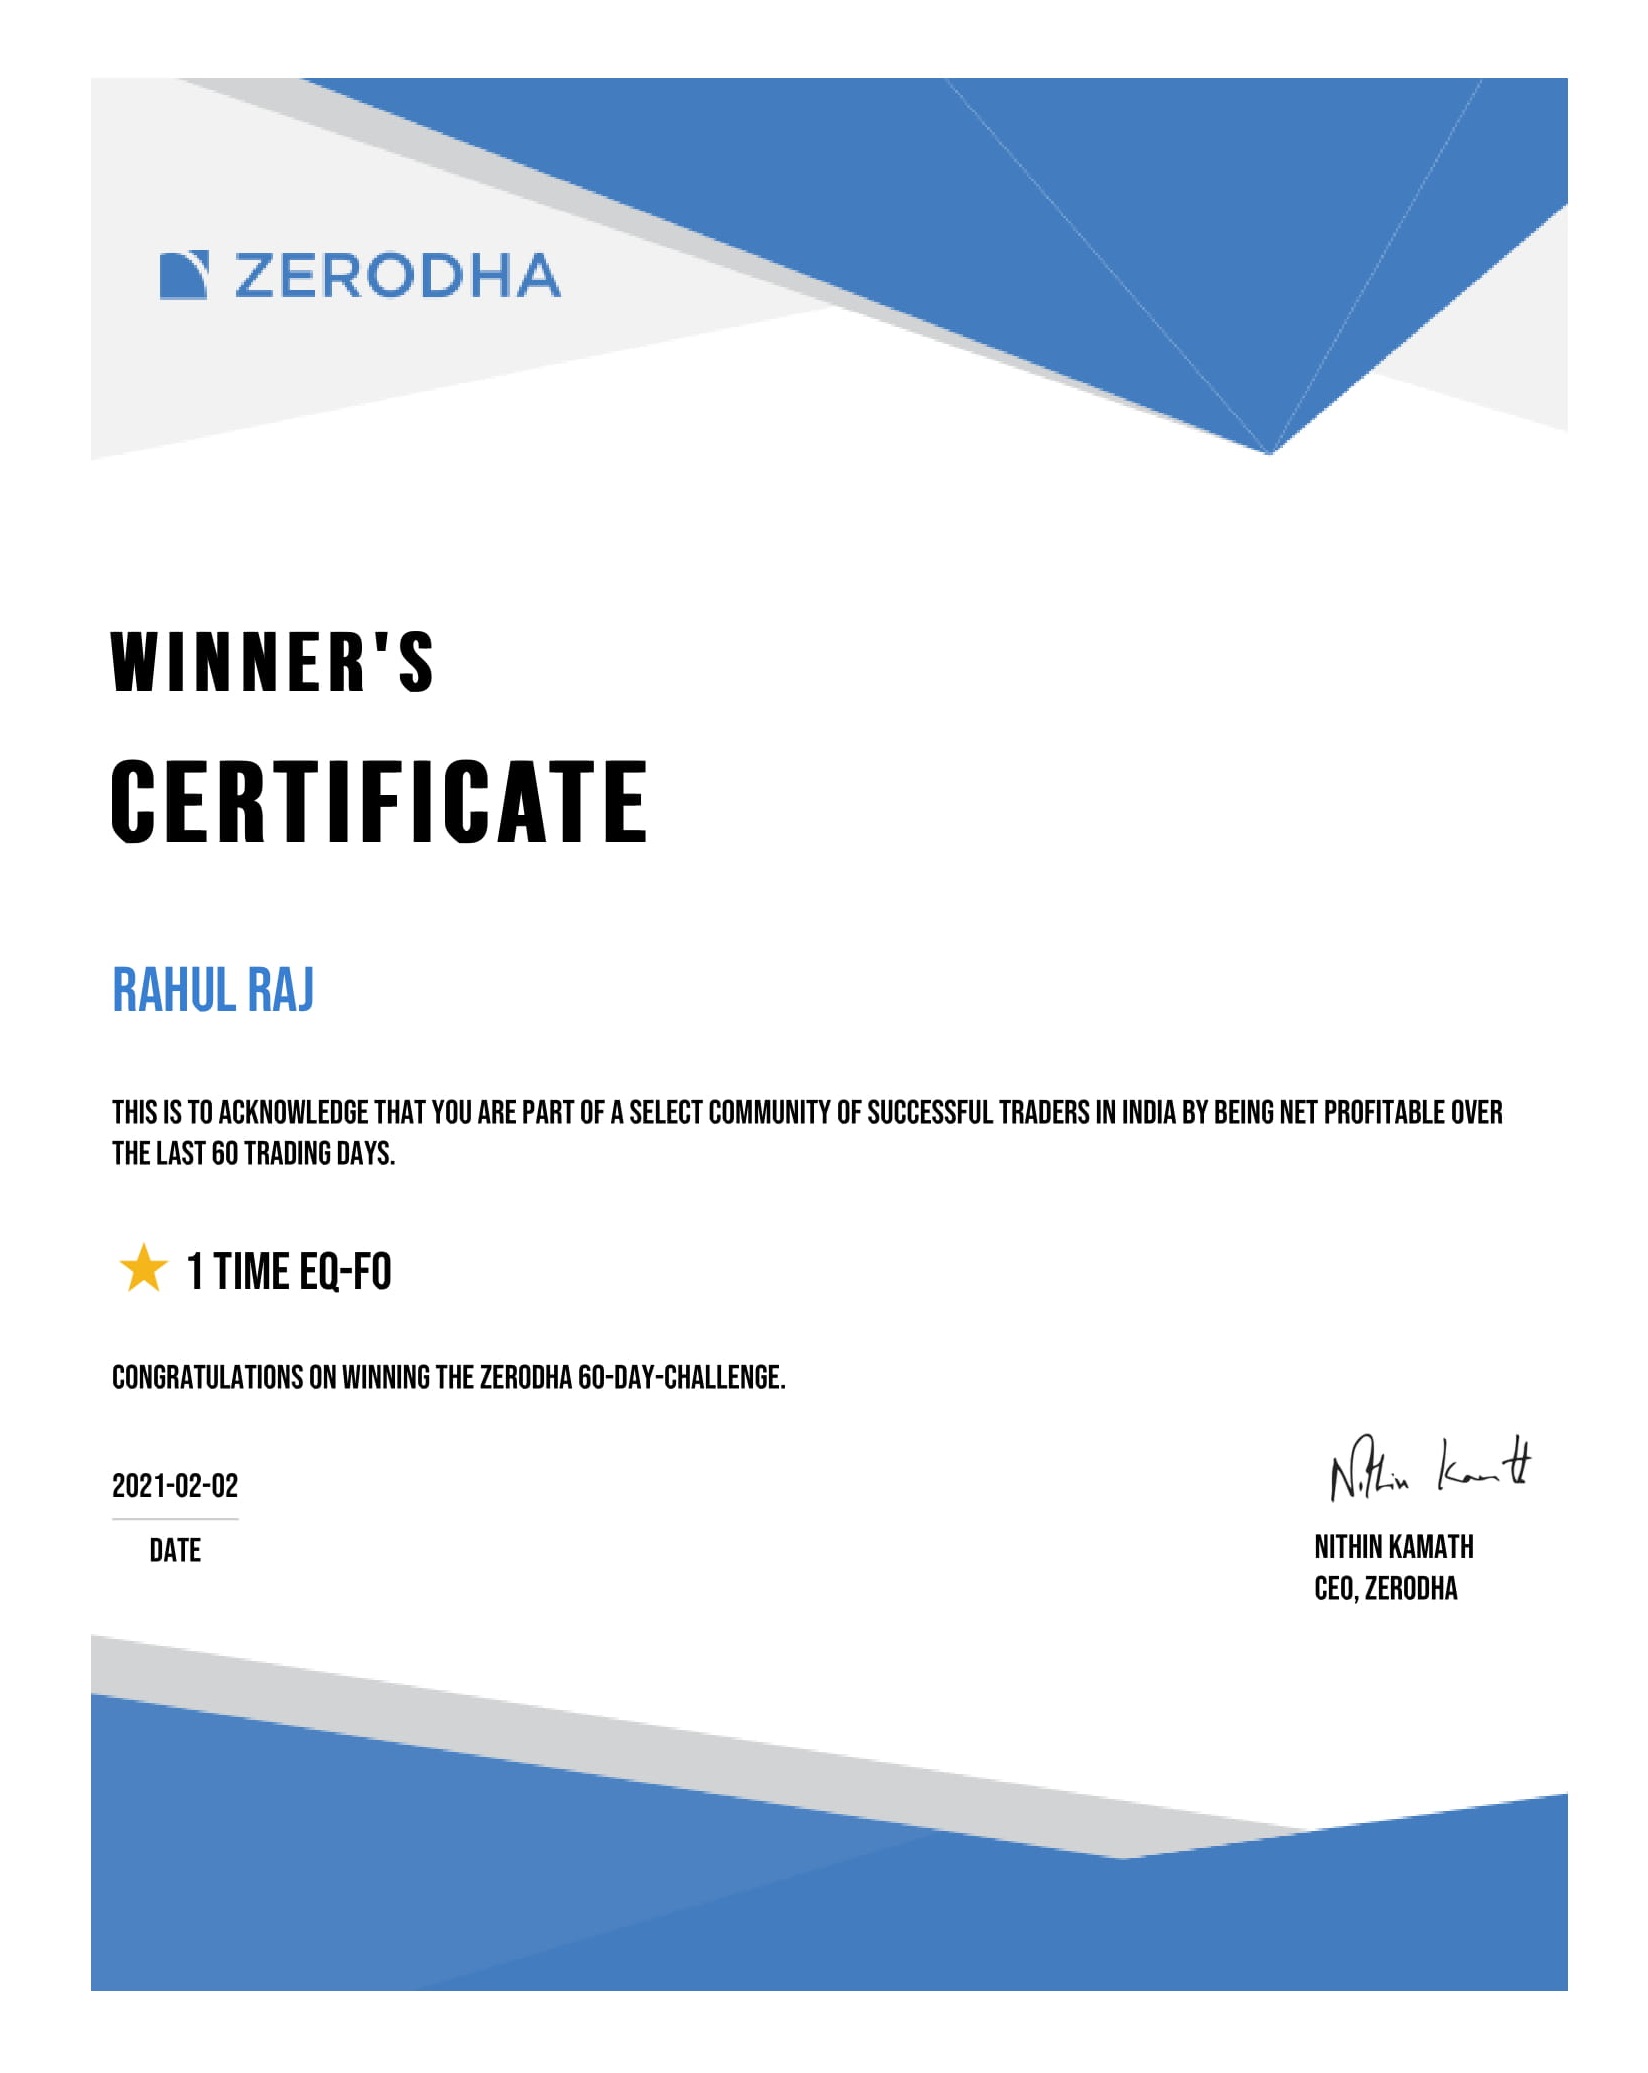 ZERODHA
WINNER'S
CERTIFICATE
RAHUL RAJ
THIS IS TO ACKNOWLEDGE THAT YOU ARE PART OF A SELECT COMMUNITY OF SUCCESSFUL TRADERS IN INDIA BY BEING NET PROFITABLE OVER
THE LAST 60 TRADING DAYS.
1 TIME EQ-FO
CONGRATULATIONS ON WINNING THE ZERODHA 60-DAY-CHALLENGE.
Nithin Kamath
2021-02-02
DATE
NITHIN KAMATH
CEO, ZERODHA